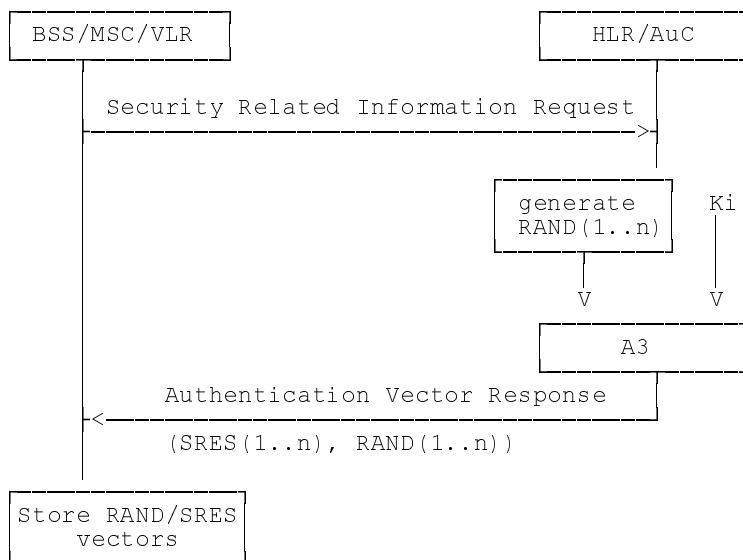 BSS/MSC/VLR HLR/AuC
Security Related Information Request
generate Ki
RAND(1..n)
V V
A3
Authentication Vector Response
(SRES(1..n), RAND(1..n))
Store RAND/SRES
vectors